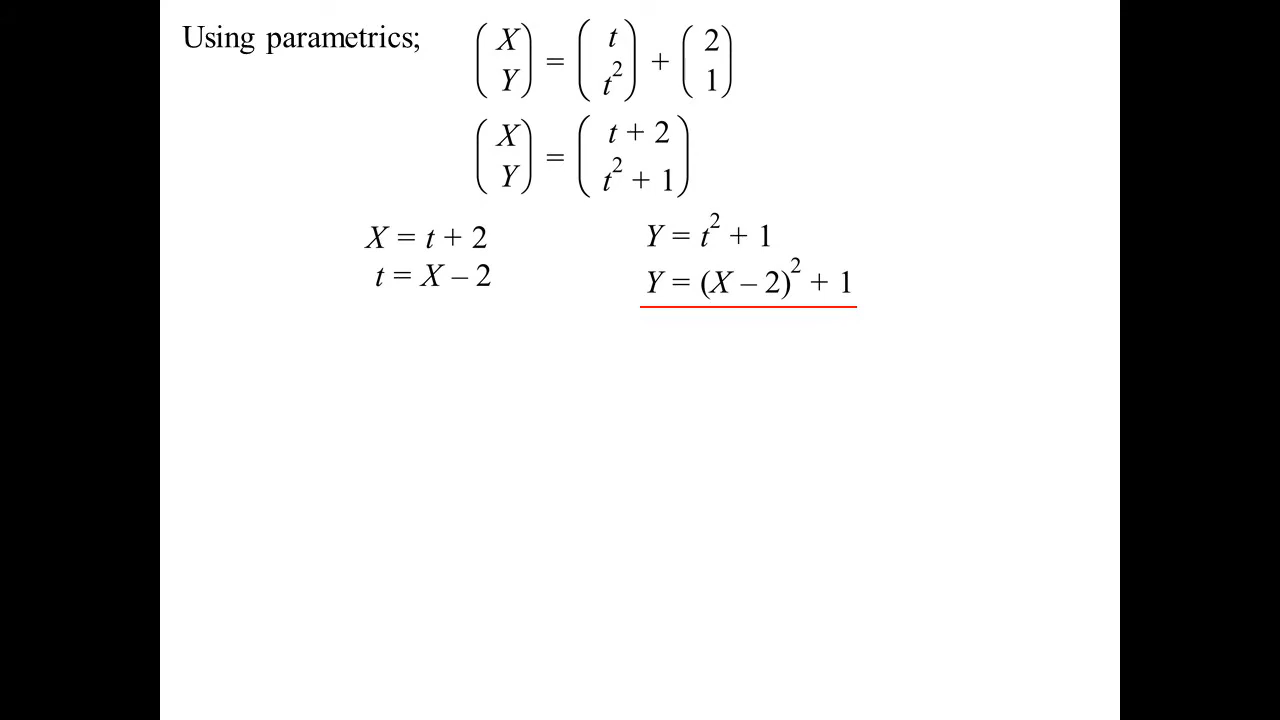 Using parametrics; (X Y) = (t t²) + (2 1)
(X Y) = (t + 2 t² + 1)
X = t + 2 Y = t² + 1
t = X – 2 Y = (X – 2)² + 1